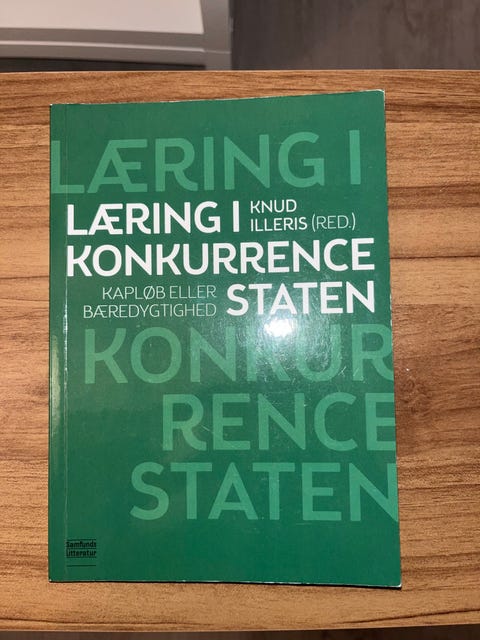 LÆRING I
LÆRING I KNUD
ILLERIS (RED.)
KONKURRENCE
KAPLØB ELLER
BÆREDYGTIGHED STATEN
KONKUR
RENCE
STATEN
Samfunds
litteratur